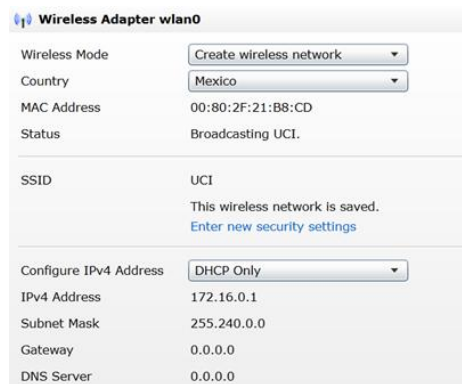 Wireless Adapter wlan0
Wireless Mode Create wireless network
Country Mexico
MAC Address 00:80:2F:21:B8:CD
Status Broadcasting UCI.
SSID UCI
This wireless network is saved.
Enter new security settings
Configure IPv4 Address DHCP Only
IPv4 Address 172.16.0.1
Subnet Mask 255.240.0.0
Gateway 0.0.0.0
DNS Server 0.0.0.0